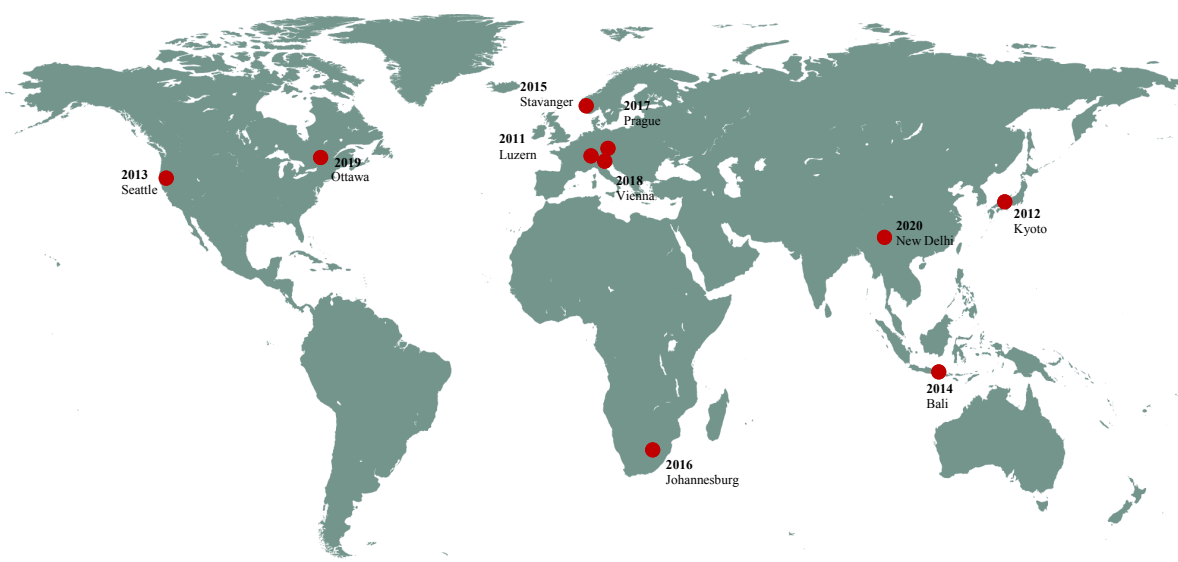 2015
Stavanger
2017
Prague
2011
Luzern
2019
Ottawa
2013
Seattle
2018
Vienna
2012
Kyoto
2020
New Delhi
2014
Bali
2016
Johannesburg